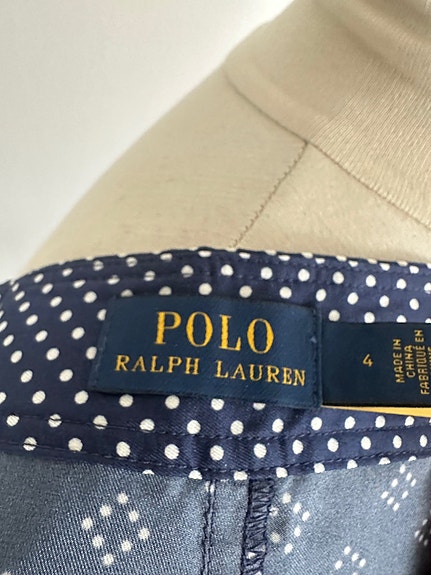 POLO
RALPH LAUREN
4
MADE IN
CHINA
FABRIQUÉ EN